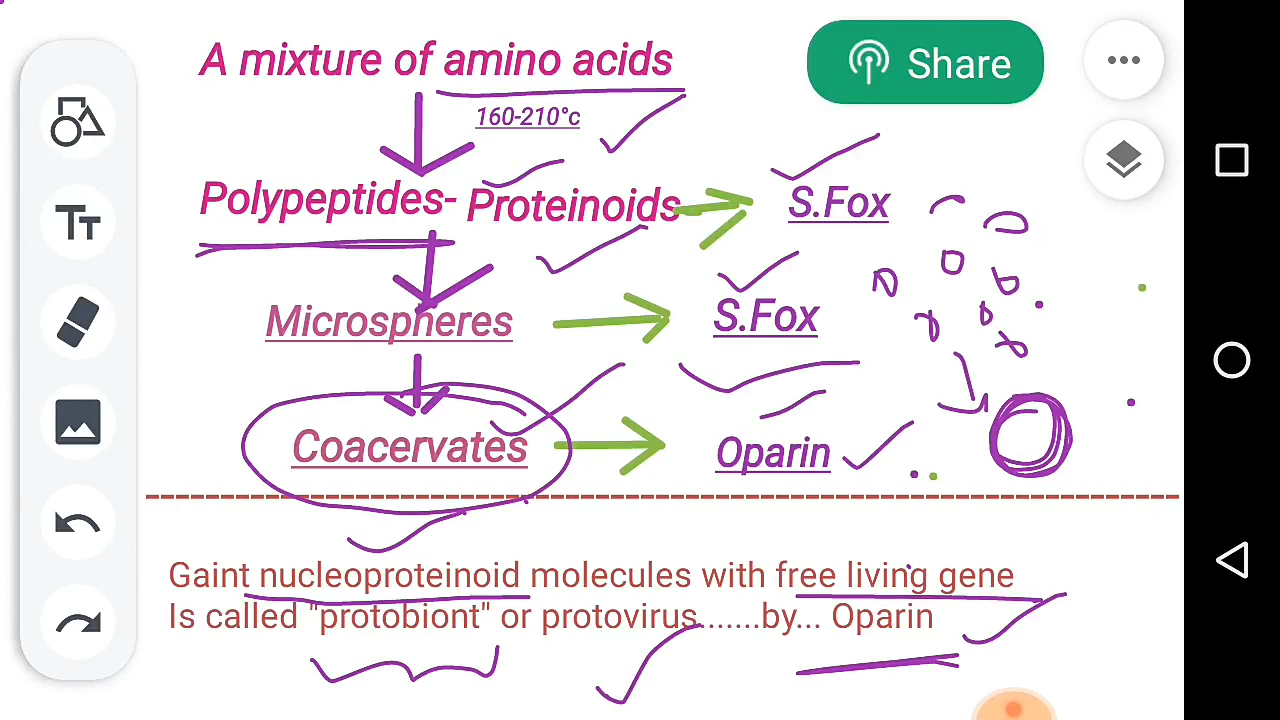 A mixture of amino acids
Share
160-210°c
Polypeptides- Proteinoids
S.Fox
Tt
Microspheres
S.Fox
Coacervates
Oparin
Gaint nucleoproteinoid molecules with free living gene
Is called "protobiont" or protovirus.......by... Oparin